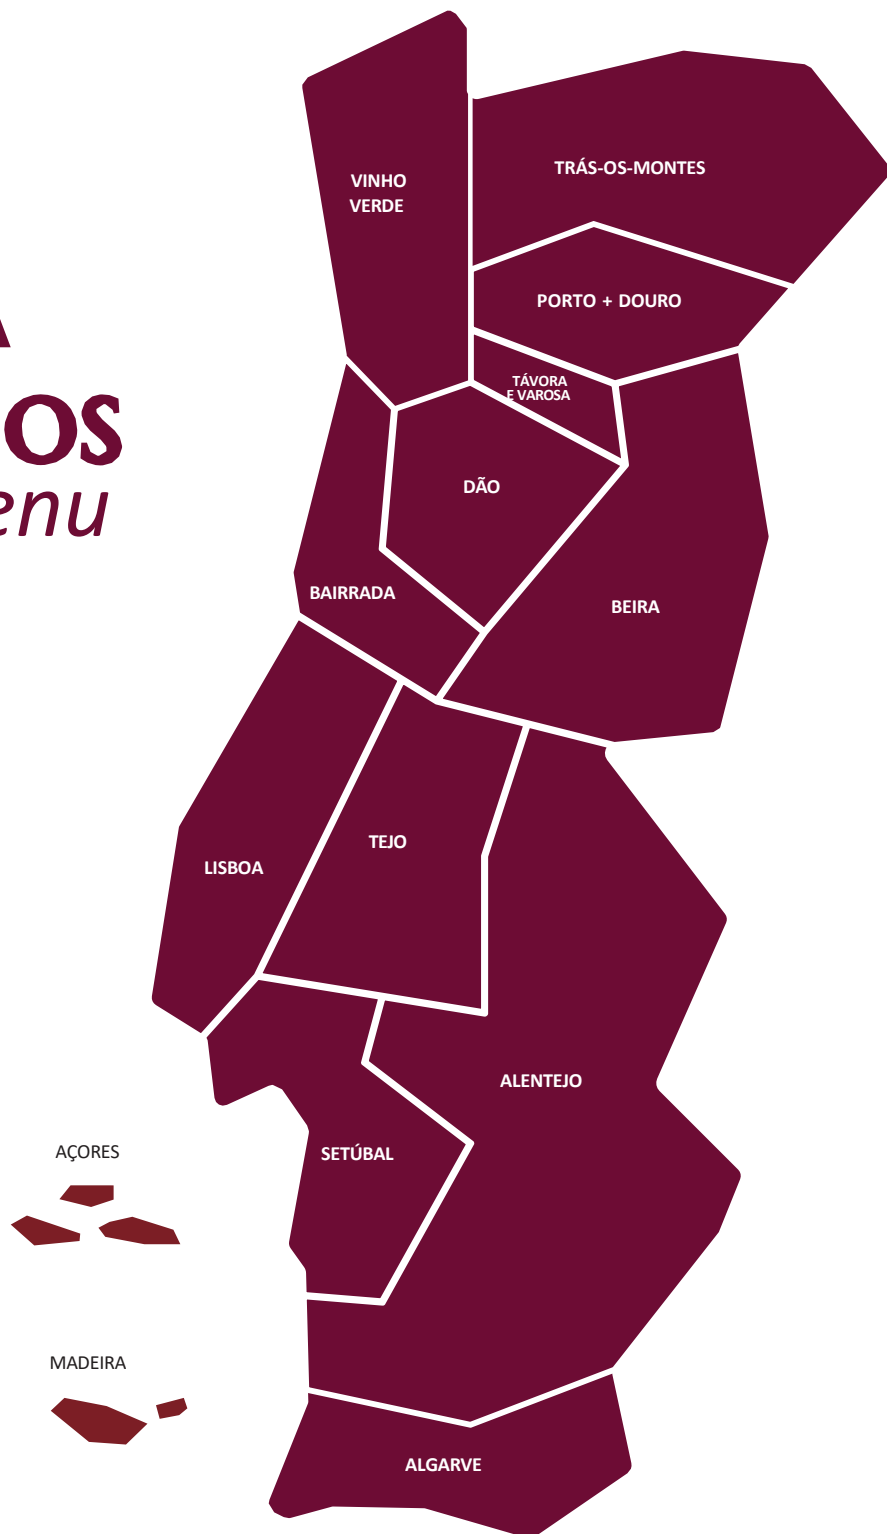 VINHO
VERDE
TRÁS-OS-MONTES
PORTO + DOURO
TÁVORA
E VAROSA
DÃO
BAIRRADA
BEIRA
TEJO
LISBOA
ALENTEJO
SETÚBAL
AÇORES
MADEIRA
ALGARVE